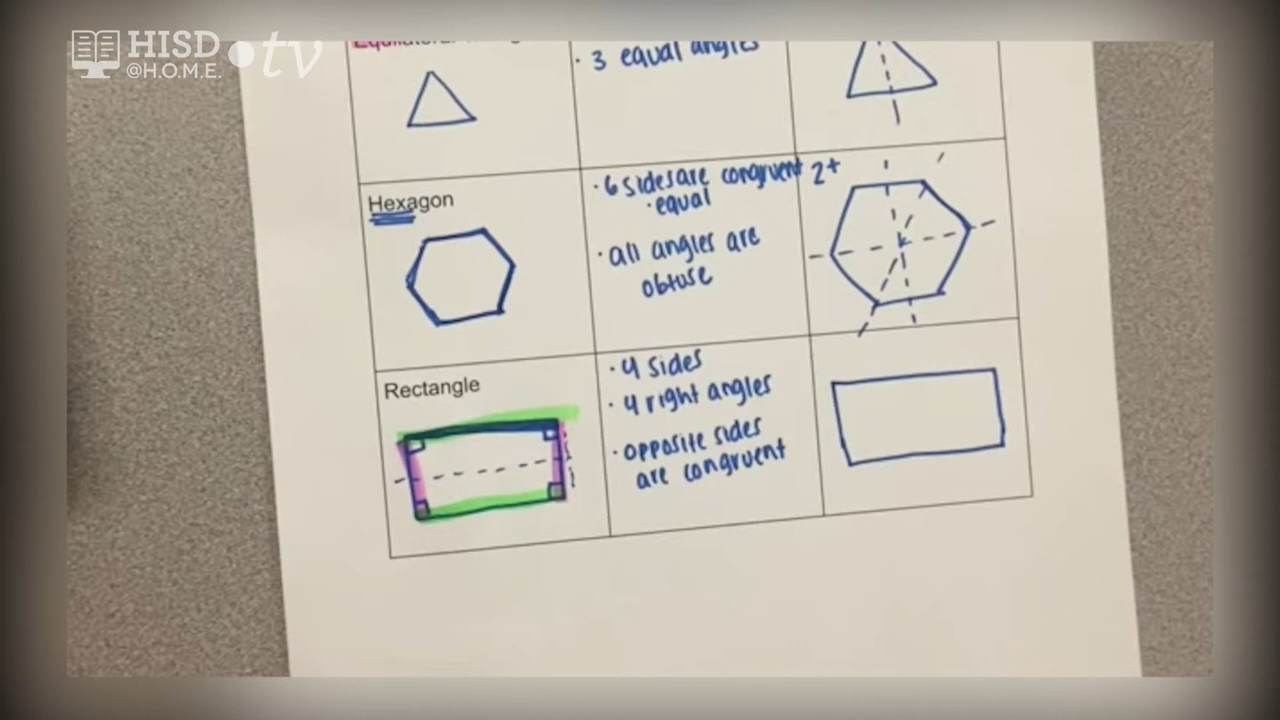 HISD
@H.O.M.E.
tv
· 3 equal angles
Hexagon
· 6 sides are congruent
· equal
· all angles are
obtuse
2+
Rectangle
· 4 sides
· 4 right angles
· opposite sides
are congruent